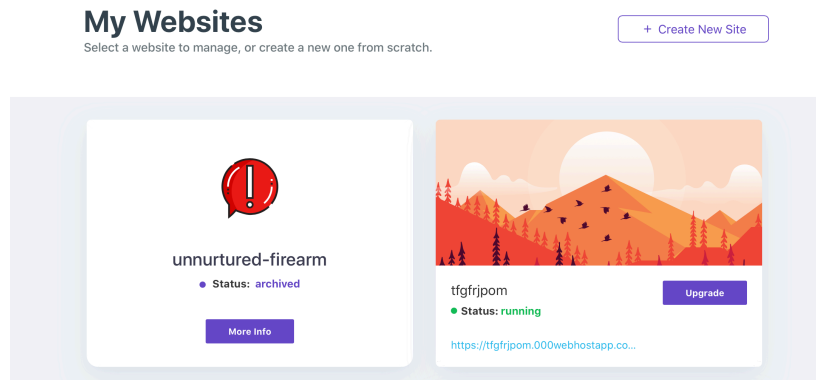 My Websites
Select a website to manage, or create a new one from scratch.
+ Create New Site
unnurtured-firearm
Status: archived
More Info
tfgfrjpom
Upgrade
Status: running
https://tfgfrjpom.000webhostapp.co...